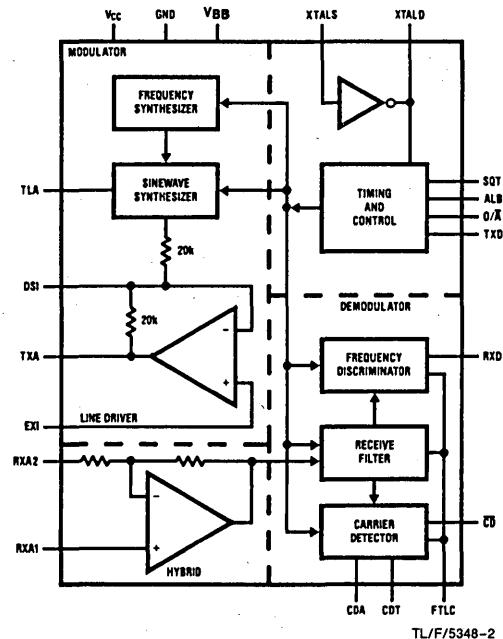 VCC GND VBB XTALS XTALD
MODULATOR
FREQUENCY
SYNTHESIZER
TLA
SINEWAVE
SYNTHESIZER
TIMING
AND
CONTROL
SQT
ALB
O/A̅
TXD
20k
DSI
20k
TXA
EXI
LINE DRIVER
-
+
DEMODULATOR
FREQUENCY
DISCRIMINATOR
RXD
RECEIVE
FILTER
CARRIER
DETECTOR
C̅D̅
RXA2
RXA1
-
+
HYBRID
CDA CDT FTLC
TL/F/5348-2